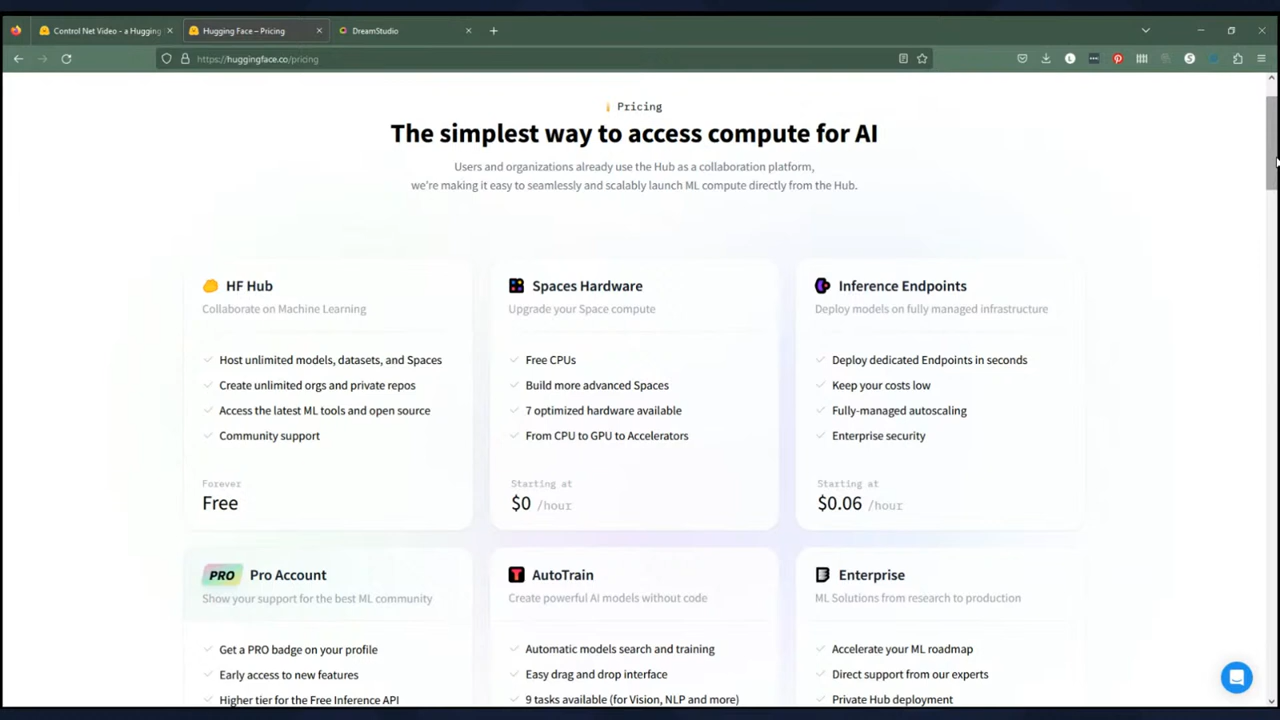 Control Net Video - a Hugging
Hugging Face – Pricing
DreamStudio
https://huggingface.co/pricing
Pricing
The simplest way to access compute for AI
Users and organizations already use the Hub as a collaboration platform,
we're making it easy to seamlessly and scalably launch ML compute directly from the Hub.
HF Hub
Collaborate on Machine Learning
Host unlimited models, datasets, and Spaces
Create unlimited orgs and private repos
Access the latest ML tools and open source
Community support
Forever
Free
Spaces Hardware
Upgrade your Space compute
Free CPUs
Build more advanced Spaces
7 optimized hardware available
From CPU to GPU to Accelerators
Starting at
$0 /hour
Inference Endpoints
Deploy models on fully managed infrastructure
Deploy dedicated Endpoints in seconds
Keep your costs low
Fully-managed autoscaling
Enterprise security
Starting at
$0.06 /hour
PRO Pro Account
Show your support for the best ML community
Get a PRO badge on your profile
Early access to new features
Higher tier for the Free Inference API
AutoTrain
Create powerful AI models without code
Automatic models search and training
Easy drag and drop interface
9 tasks available (for Vision, NLP and more)
Enterprise
ML Solutions from research to production
Accelerate your ML roadmap
Direct support from our experts
Private Hub deployment